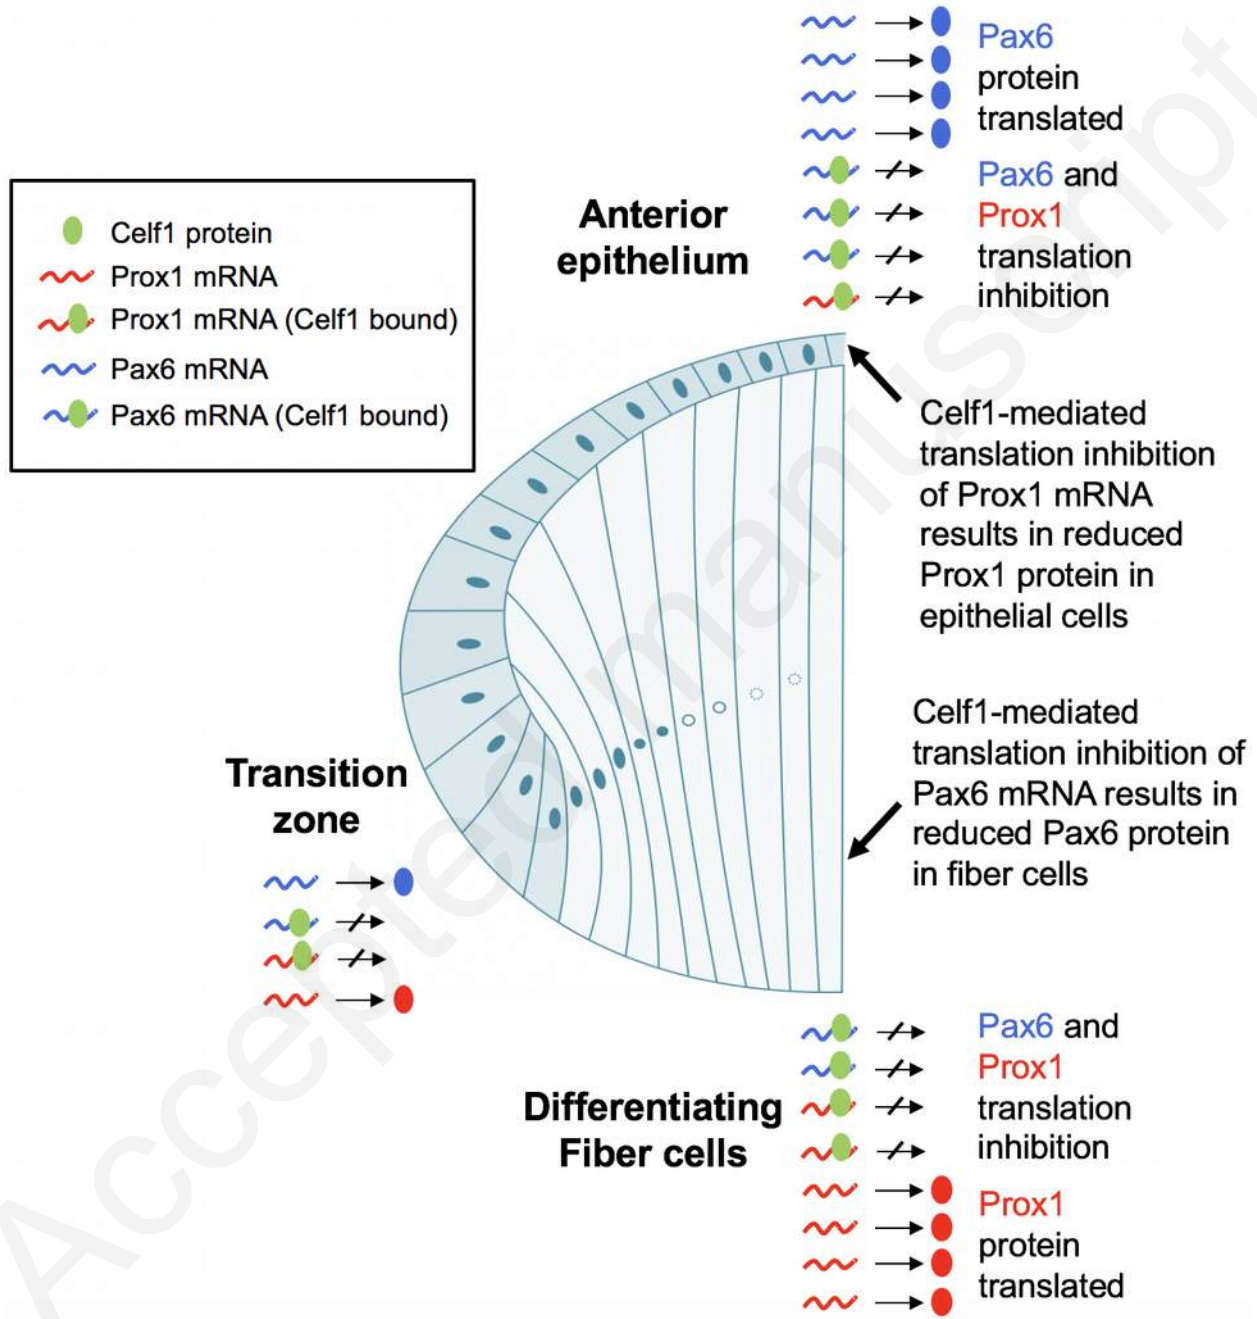 Pax6
protein
translated
Pax6 and
Prox1
translation
inhibition
Anterior
epithelium
Celf1 protein
Prox1 mRNA
Prox1 mRNA (Celf1 bound)
Pax6 mRNA
Pax6 mRNA (Celf1 bound)
Celf1-mediated
translation inhibition
of Prox1 mRNA
results in reduced
Prox1 protein in
epithelial cells
Celf1-mediated
translation inhibition of
Pax6 mRNA results in
reduced Pax6 protein
in fiber cells
Transition
zone
Differentiating
Fiber cells
Pax6 and
Prox1
translation
inhibition
Prox1
protein
translated
Accepted manuscript